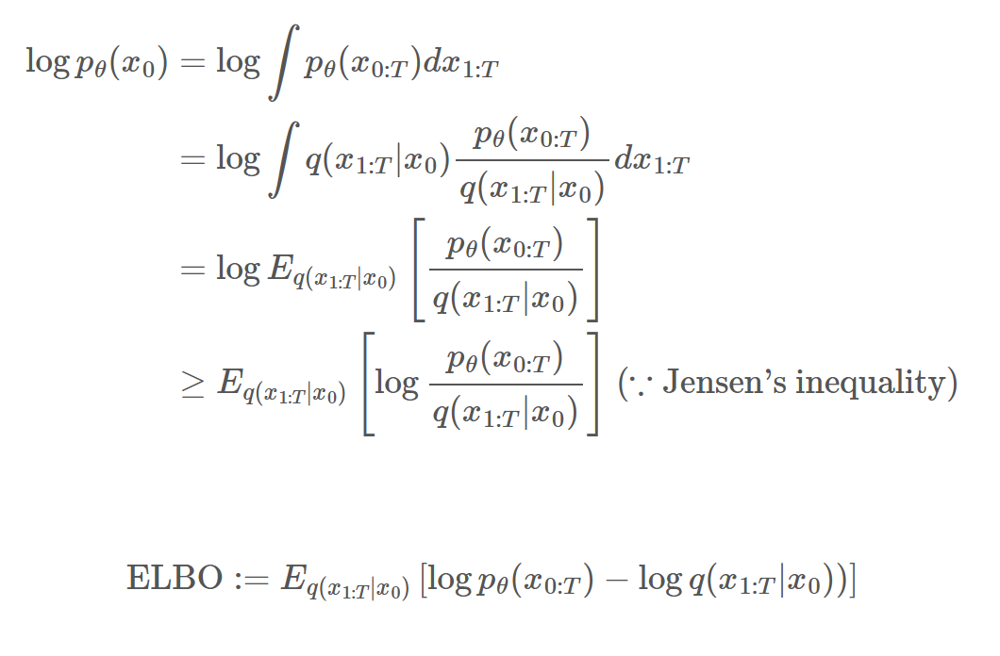 log p_θ(x_0) = log ∫ p_θ(x_{0:T}) dx_{1:T}
= log ∫ q(x_{1:T}|x_0) \frac{p_θ(x_{0:T})}{q(x_{1:T}|x_0)} dx_{1:T}
= log E_{q(x_{1:T}|x_0)} [ \frac{p_θ(x_{0:T})}{q(x_{1:T}|x_0)} ]
≥ E_{q(x_{1:T}|x_0)} [ log \frac{p_θ(x_{0:T})}{q(x_{1:T}|x_0)} ] (∵ Jensen’s inequality)
ELBO := E_{q(x_{1:T}|x_0)} [log p_θ(x_{0:T}) − log q(x_{1:T}|x_0))]